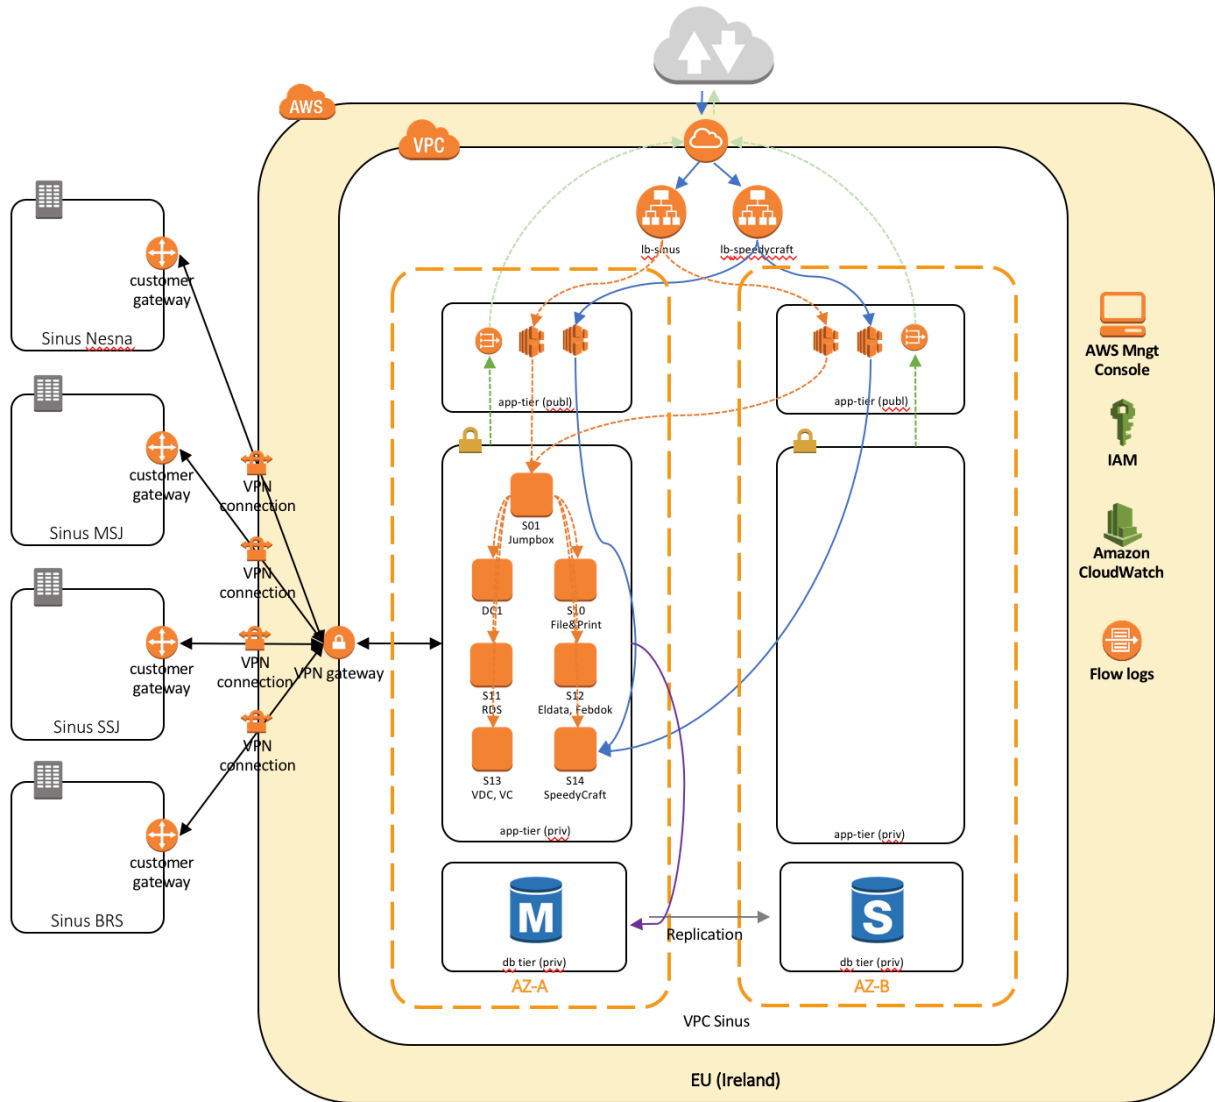 AWS
VPC
lb-sinus
lb-speedycraft
customer
gateway
Sinus Nesna
customer
gateway
Sinus MSJ
customer
gateway
Sinus SSJ
customer
gateway
Sinus BRS
VPN
connection
VPN
connection
VPN
connection
VPN
connection
VPN gateway
app-tier (publ)
app-tier (publ)
S01
Jumpbox
DC1
S10
File&Print
S11
RDS
S12
Eldata, Febdok
S13
VDC, VC
S14
SpeedyCraft
app-tier (priv)
app-tier (priv)
M
db tier (priv)
Replication
S
db tier (priv)
AZ-A
AZ-B
VPC Sinus
EU (Ireland)
AWS Mngt
Console
IAM
Amazon
CloudWatch
Flow logs